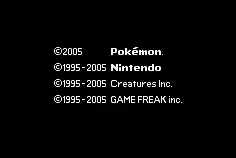 ©2005 Pokémon.
©1995-2005 Nintendo
©1995-2005 Creatures Inc.
©1995-2005 GAME FREAK inc.